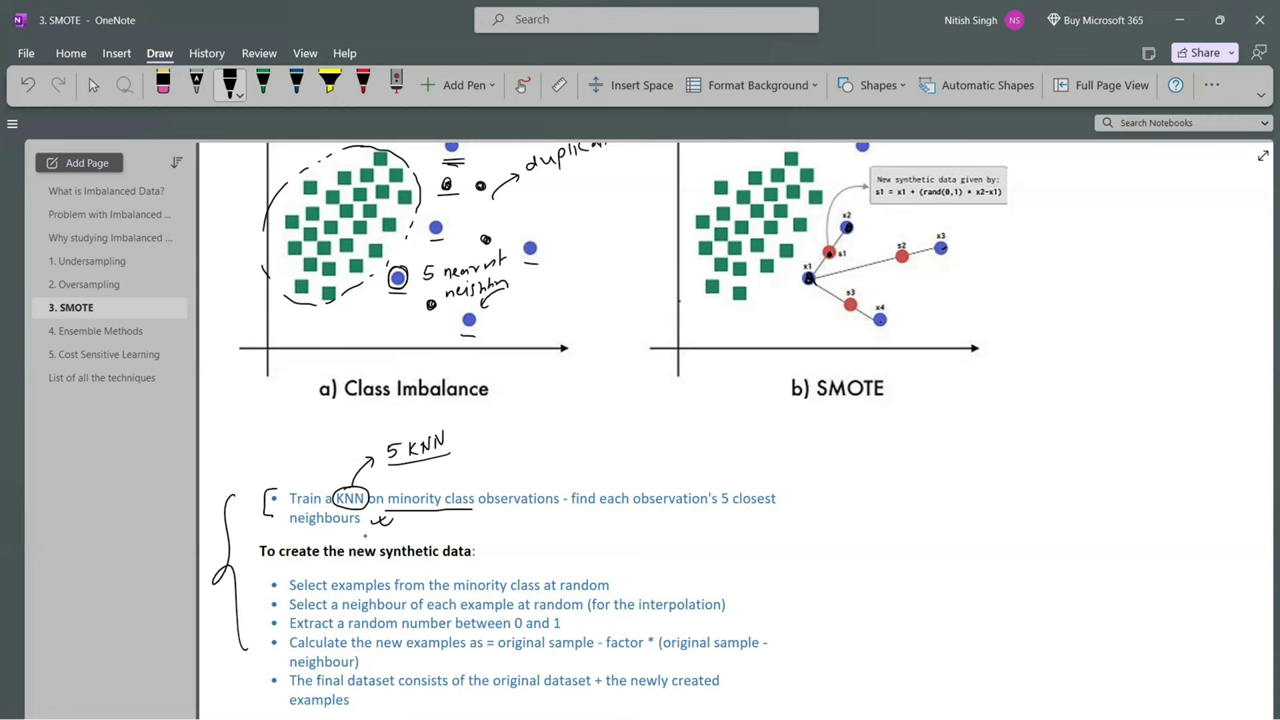 3. SMOTE - OneNote
Search
Nitish Singh NS
Buy Microsoft 365
File Home Insert Draw History Review View Help
Share
Add Pen
Insert Space
Format Background
Shapes
Automatic Shapes
Full Page View
Search Notebooks
Add Page
What is Imbalanced Data?
Problem with Imbalanced ...
Why studying Imbalanced ...
1. Undersampling
2. Oversampling
3. SMOTE
4. Ensemble Methods
5. Cost Sensitive Learning
List of all the techniques
5 nearest
neighbor
a) Class Imbalance
New synthetic data given by:
s1 = x1 + (rand(0,1) * x2-x1)
x2
s1
x1
s2
x3
s3
x4
b) SMOTE
5 KNN
• Train a KNN on minority class observations - find each observation's 5 closest
neighbours
To create the new synthetic data:
• Select examples from the minority class at random
• Select a neighbour of each example at random (for the interpolation)
• Extract a random number between 0 and 1
• Calculate the new examples as = original sample - factor * (original sample -
neighbour)
• The final dataset consists of the original dataset + the newly created
examples